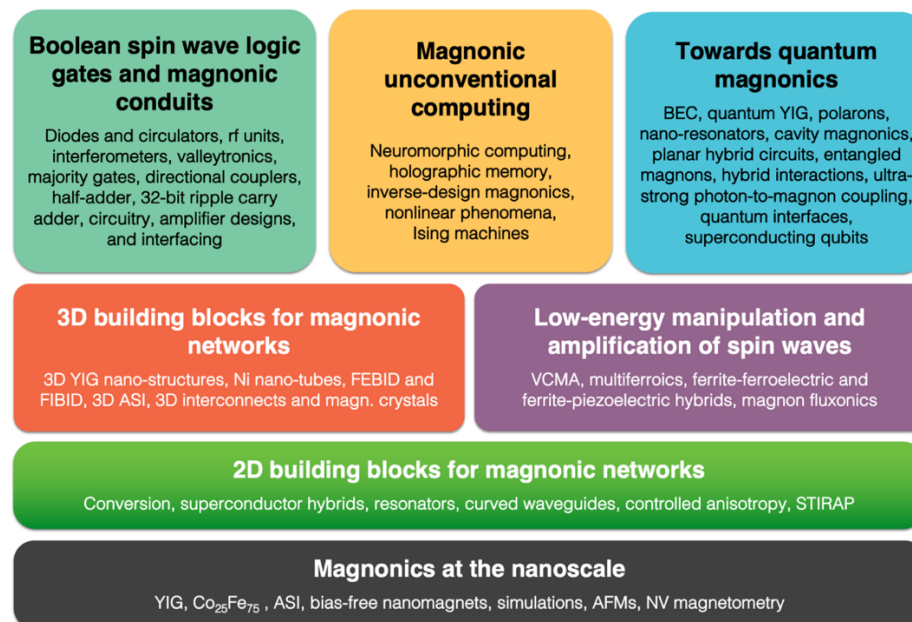 Boolean spin wave logic
gates and magnonic
conduits
Diodes and circulators, rf units,
interferometers, valleytronics,
majority gates, directional couplers,
half-adder, 32-bit ripple carry
adder, circuitry, amplifier designs,
and interfacing
Magnonic
unconventional
computing
Neuromorphic computing,
holographic memory,
inverse-design magnonics,
nonlinear phenomena,
Ising machines
Towards quantum
magnonics
BEC, quantum YIG, polarons,
nano-resonators, cavity magnonics,
planar hybrid circuits, entangled
magnons, hybrid interactions, ultra-
strong photon-to-magnon coupling,
quantum interfaces,
superconducting qubits
3D building blocks for magnonic
networks
3D YIG nano-structures, Ni nano-tubes, FEBID and
FIBID, 3D ASI, 3D interconnects and magn. crystals
Low-energy manipulation and
amplification of spin waves
VCMA, multiferroics, ferrite-ferroelectric and
ferrite-piezoelectric hybrids, magnon fluxonics
2D building blocks for magnonic networks
Conversion, superconductor hybrids, resonators, curved waveguides, controlled anisotropy, STIRAP
Magnonics at the nanoscale
YIG, Co₂₅Fe₇₅ , ASI, bias-free nanomagnets, simulations, AFMs, NV magnetometry